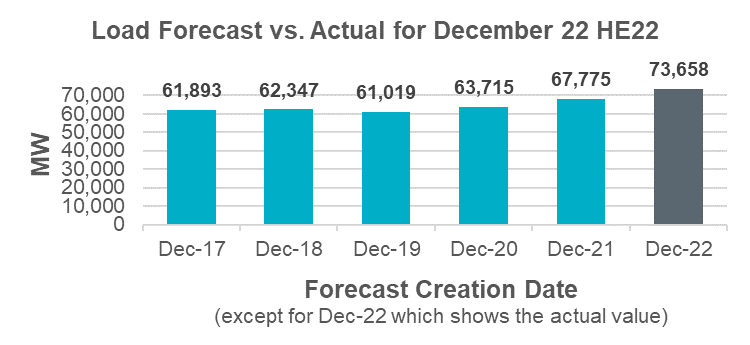 Load Forecast vs. Actual for December 22 HE22
MW
70,000
60,000
50,000
40,000
30,000
20,000
10,000
0
61,893 62,347 61,019 63,715 67,775 73,658
Dec-17 Dec-18 Dec-19 Dec-20 Dec-21 Dec-22
Forecast Creation Date
(except for Dec-22 which shows the actual value)